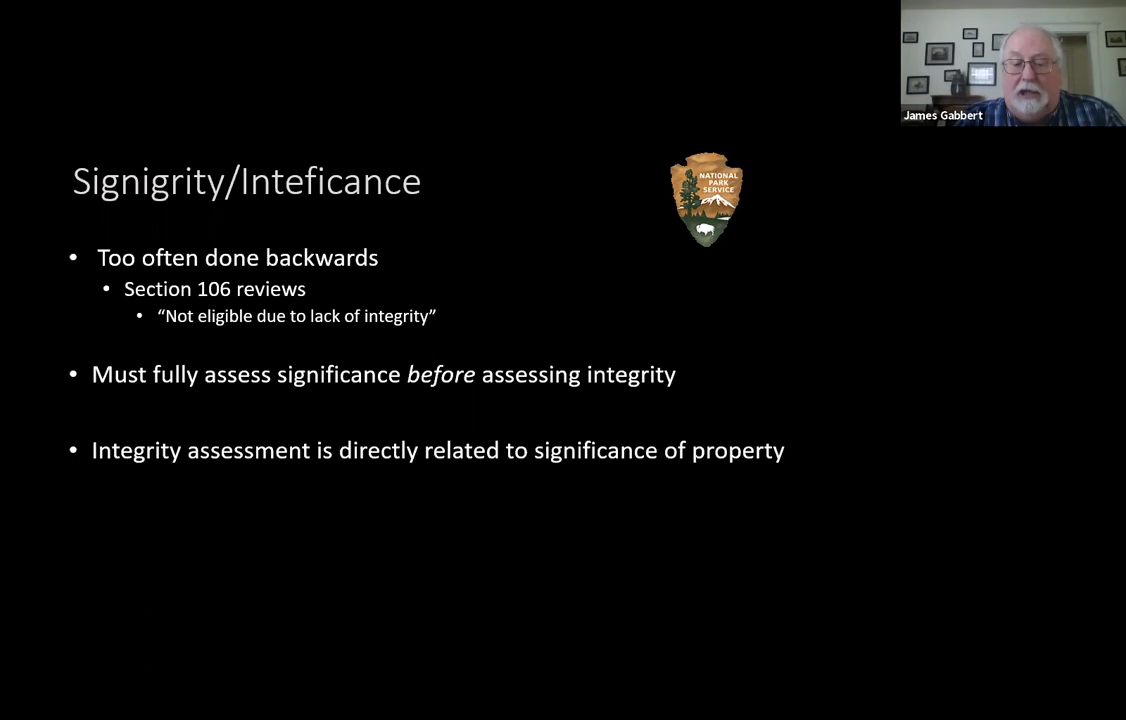 James Gabbert
Signigrity/Inteficance
NATIONAL
PARK
SERVICE
• Too often done backwards
• Section 106 reviews
• “Not eligible due to lack of integrity”
• Must fully assess significance before assessing integrity
• Integrity assessment is directly related to significance of property